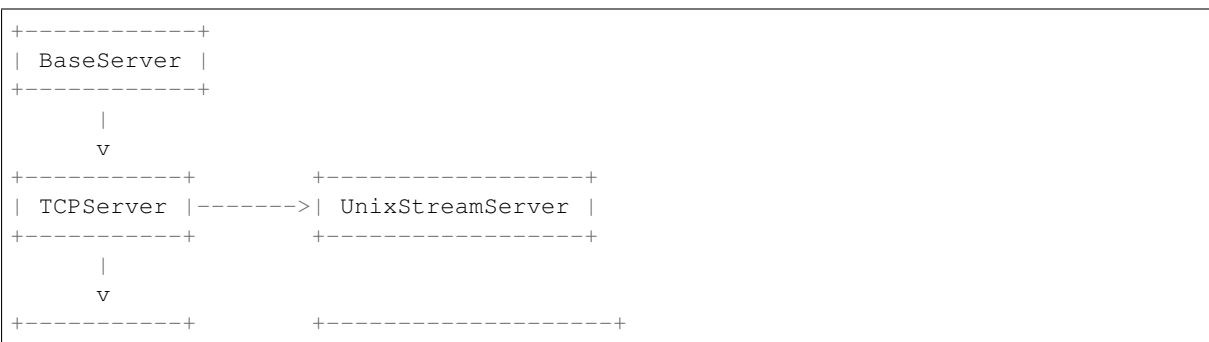 +------------+
| BaseServer |
+------------+
      |
      v
+-----------+        +------------------+
| TCPServer |------->| UnixStreamServer |
+-----------+        +------------------+
      |
      v
+-----------+        +--------------------+